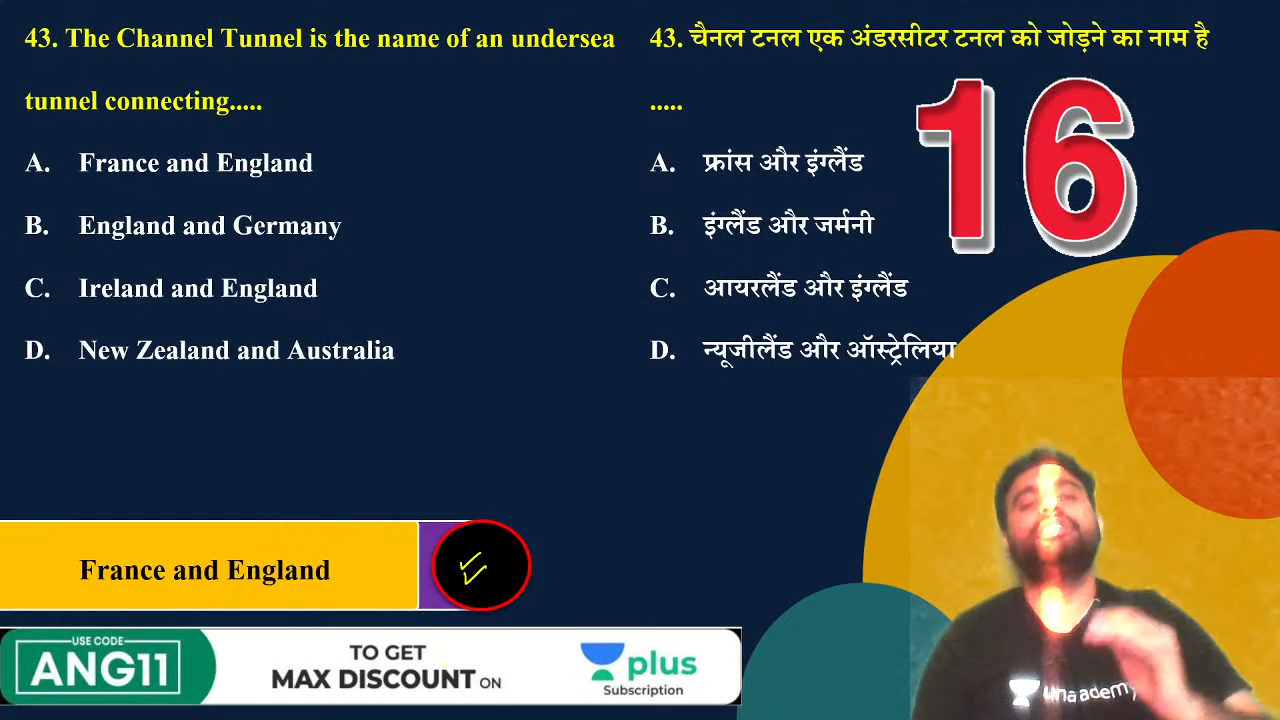 43. The Channel Tunnel is the name of an undersea
tunnel connecting.....
A. France and England
B. England and Germany
C. Ireland and England
D. New Zealand and Australia
43. चैनल टनल एक अंडरसीटर टनल को जोड़ने का नाम है
.....
A. फ्रांस और इंग्लैंड
B. इंग्लैंड और जर्मनी
C. आयरलैंड और इंग्लैंड
D. न्यूजीलैंड और ऑस्ट्रेलिया
16
France and England
USE CODE
ANG11
TO GET
MAX DISCOUNT ON
plus
Subscription
unacademy